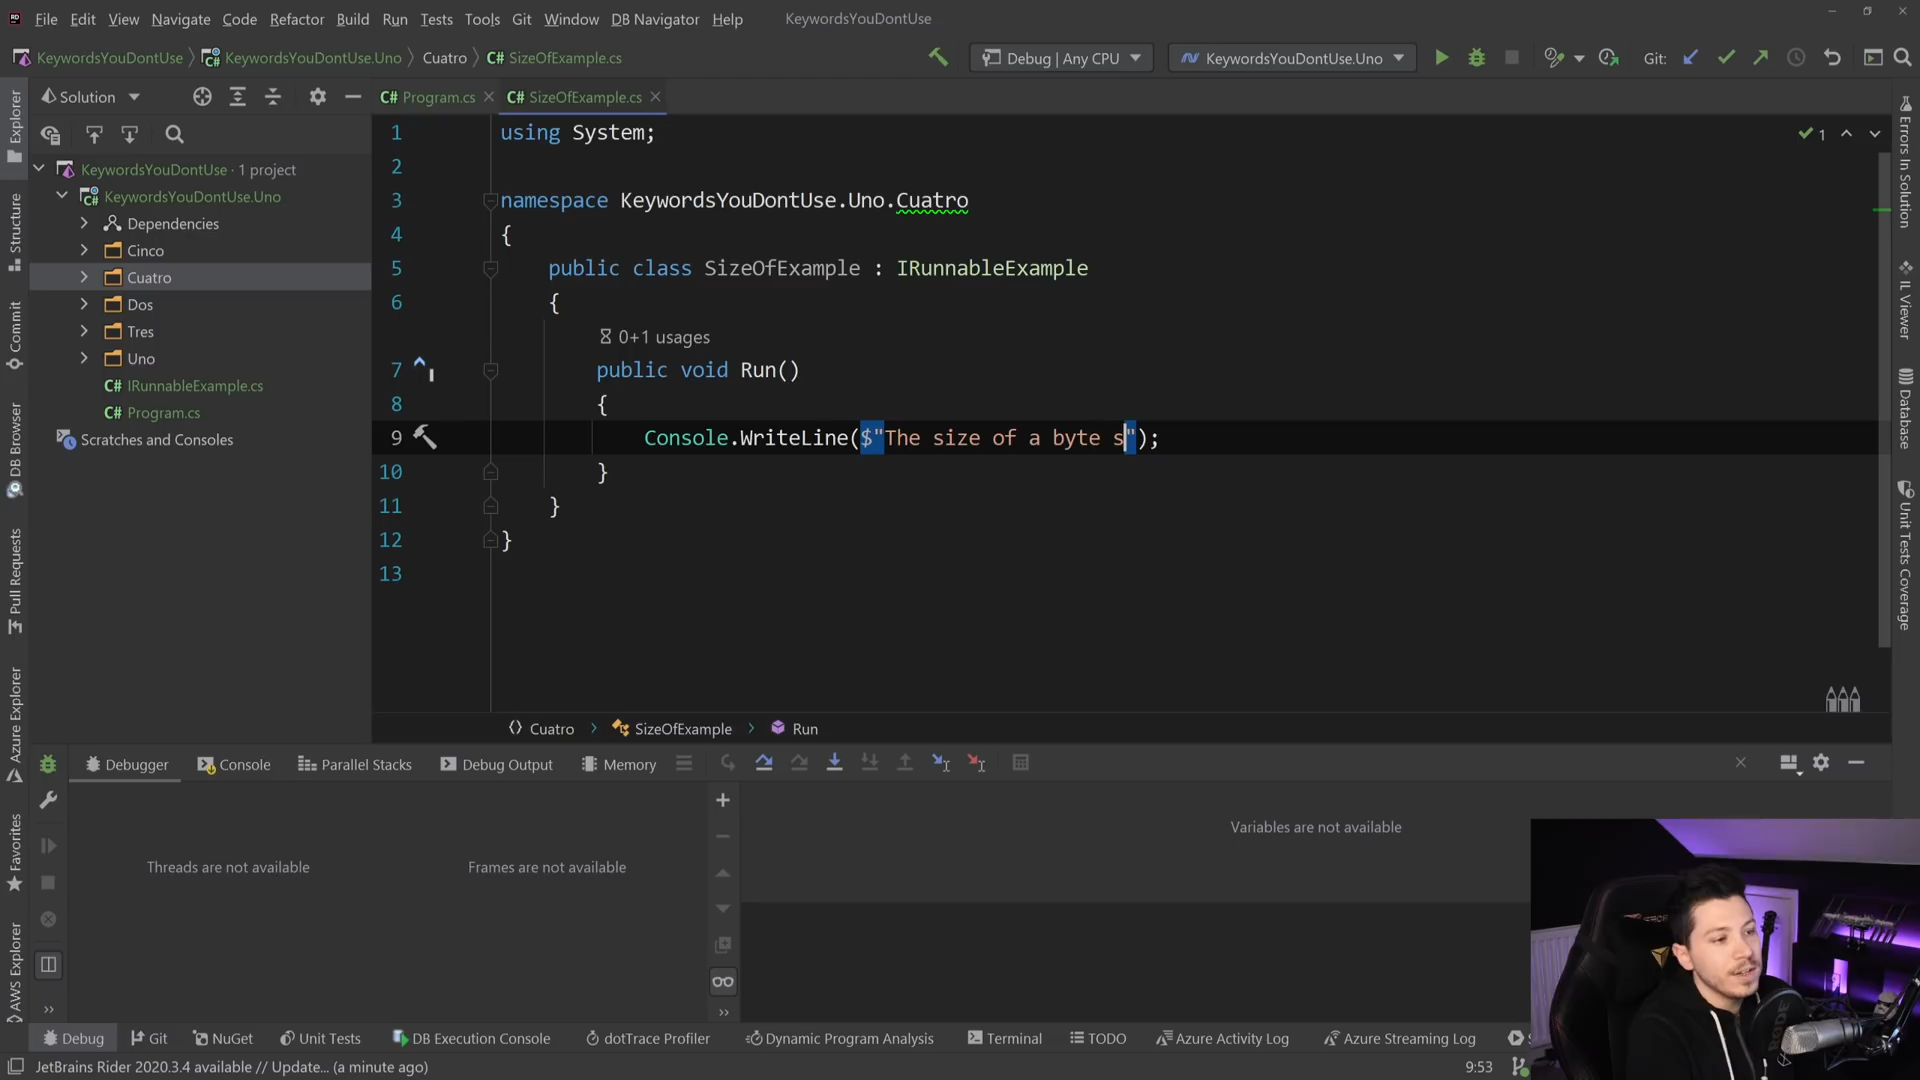 File Edit View Navigate Code Refactor Build Run Tests Tools Git Window DB Navigator Help KeywordsYouDontUse
KeywordsYouDontUse KeywordsYouDontUse.Uno Cuatro C# SizeOfExample.cs Debug | Any CPU KeywordsYouDontUse.Uno Git:
Solution
C# Program.cs C# SizeOfExample.cs
KeywordsYouDontUse · 1 project
KeywordsYouDontUse.Uno
Dependencies
Cinco
Cuatro
Dos
Tres
Uno
C# IRunnableExample.cs
C# Program.cs
Scratches and Consoles
1 using System;
2
3 namespace KeywordsYouDontUse.Uno.Cuatro
4 {
5 public class SizeOfExample : IRunnableExample
6 {
0+1 usages
7 public void Run()
8 {
9 Console.WriteLine($"The size of a byte s");
10 }
11 }
12 }
13
1
Cuatro SizeOfExample Run
Debugger Console Parallel Stacks Debug Output Memory
Threads are not available
Frames are not available
Variables are not available
Debug Git NuGet Unit Tests DB Execution Console dotTrace Profiler Dynamic Program Analysis Terminal TODO Azure Activity Log Azure Streaming Log
JetBrains Rider 2020.3.4 available // Update... (a minute ago) 9:53
Explorer
Structure
Commit
DB Browser
Pull Requests
Azure Explorer
Favorites
AWS Explorer
Errors In Solution
IL Viewer
Database
Unit Tests Coverage
RODE